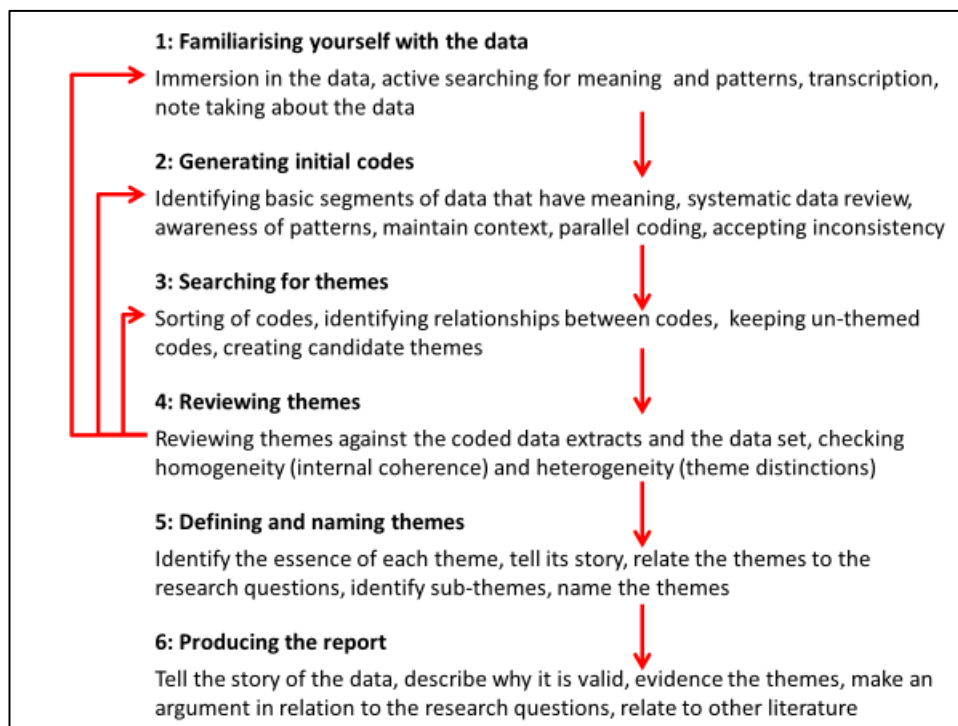 1: Familiarising yourself with the data
Immersion in the data, active searching for meaning and patterns, transcription,
note taking about the data
2: Generating initial codes
Identifying basic segments of data that have meaning, systematic data review,
awareness of patterns, maintain context, parallel coding, accepting inconsistency
3: Searching for themes
Sorting of codes, identifying relationships between codes, keeping un-themed
codes, creating candidate themes
4: Reviewing themes
Reviewing themes against the coded data extracts and the data set, checking
homogeneity (internal coherence) and heterogeneity (theme distinctions)
5: Defining and naming themes
Identify the essence of each theme, tell its story, relate the themes to the
research questions, identify sub-themes, name the themes
6: Producing the report
Tell the story of the data, describe why it is valid, evidence the themes, make an
argument in relation to the research questions, relate to other literature